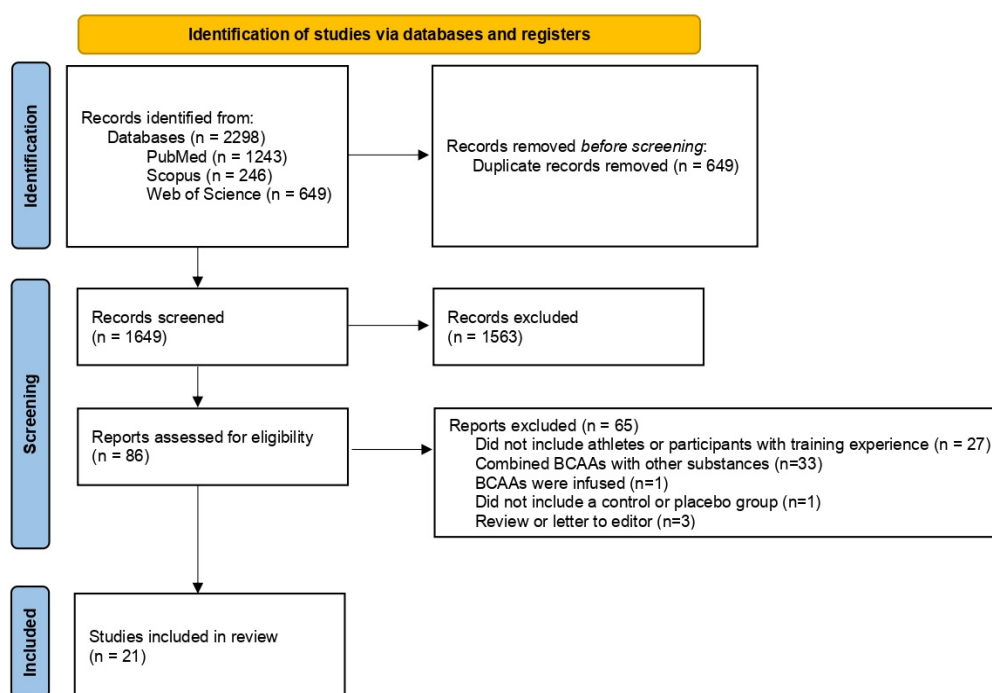 Identification of studies via databases and registers
Identification
Records identified from:
Databases (n = 2298)
PubMed (n = 1243)
Scopus (n = 246)
Web of Science (n = 649)
Records removed before screening:
Duplicate records removed (n = 649)
Screening
Records screened
(n = 1649)
Records excluded
(n = 1563)
Reports assessed for eligibility
(n = 86)
Reports excluded (n = 65)
Did not include athletes or participants with training experience (n = 27)
Combined BCAAs with other substances (n=33)
BCAAs were infused (n=1)
Did not include a control or placebo group (n=1)
Review or letter to editor (n=3)
Included
Studies included in review
(n = 21)